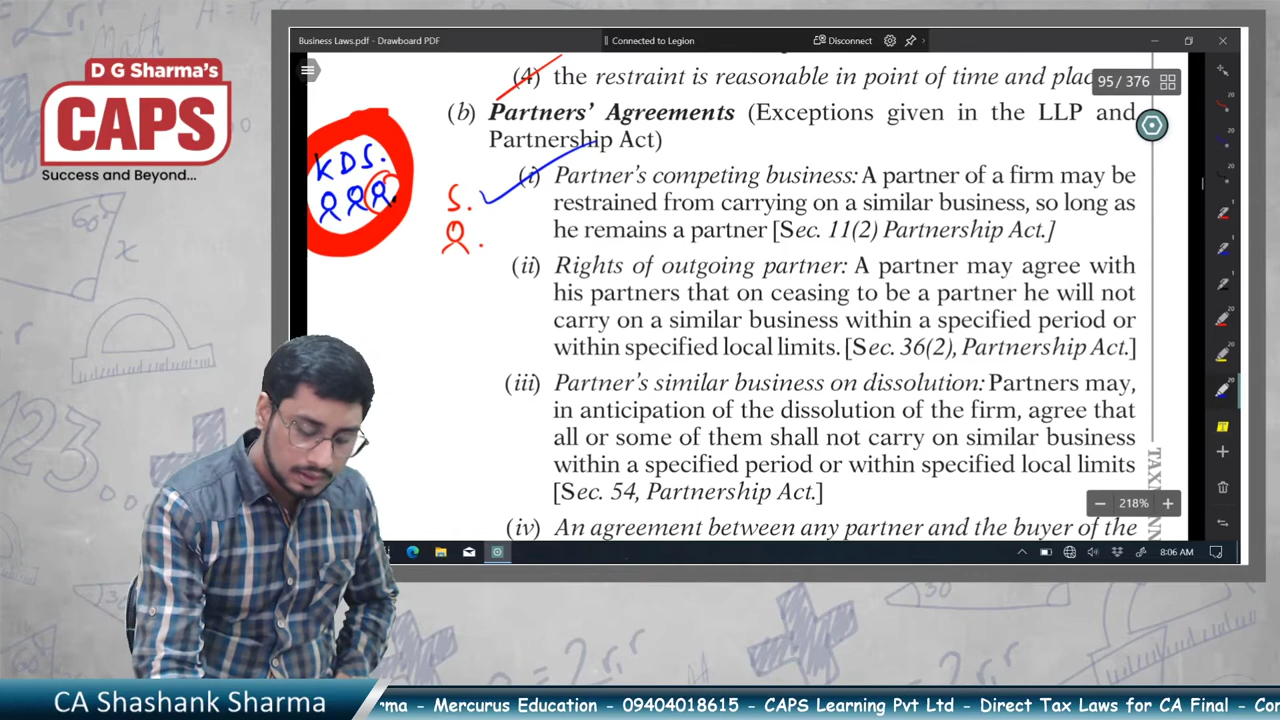 D G Sharma's
CAPS
Success and Beyond...
Business Laws.pdf - Drawboard PDF
Connected to Legion
Disconnect
(4) the restraint is reasonable in point of time and plac
95 / 376
(b) Partners' Agreements (Exceptions given in the LLP and
Partnership Act)
(i) Partner's competing business: A partner of a firm may be
restrained from carrying on a similar business, so long as
he remains a partner [Sec. 11(2) Partnership Act.]
(ii) Rights of outgoing partner: A partner may agree with
his partners that on ceasing to be a partner he will not
carry on a similar business within a specified period or
within specified local limits. [Sec. 36(2), Partnership Act.]
(iii) Partner's similar business on dissolution: Partners may,
in anticipation of the dissolution of the firm, agree that
all or some of them shall not carry on similar business
within a specified period or within specified local limits
[Sec. 54, Partnership Act.]
(iv) An agreement between any partner and the buyer of the
K D S.
S.
TAXMANN
218%
8:06 AM
CA Shashank Sharma
rma - Mercurus Education - 09404018615 - CAPS Learning Pvt Ltd - Direct Tax Laws for CA Final - Co